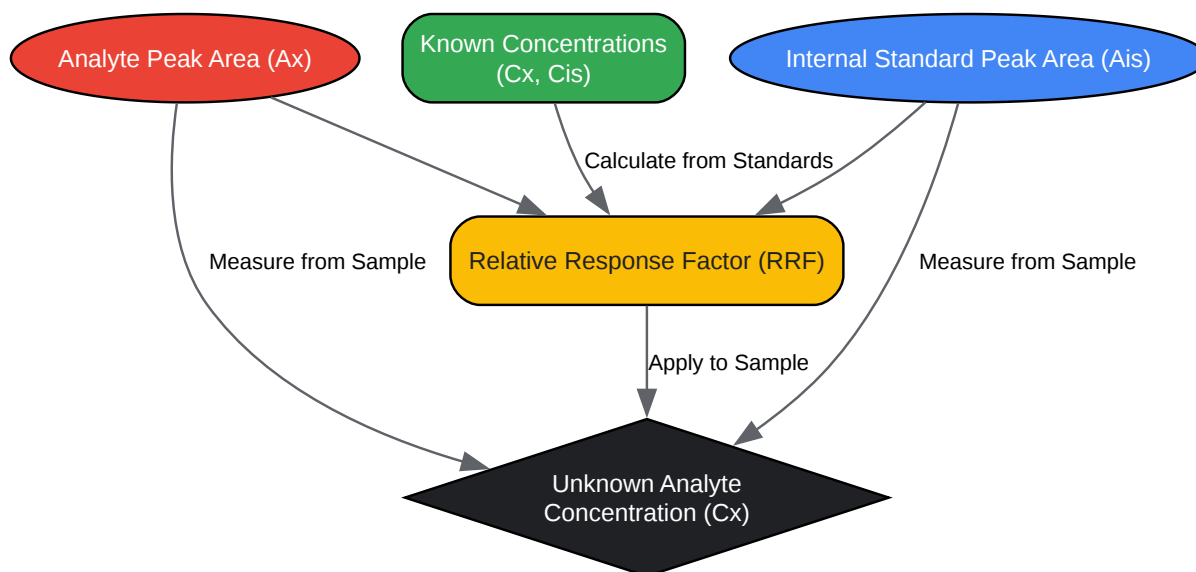 Analyte Peak Area (Ax)
Known Concentrations
(Cx, Cis)
Internal Standard Peak Area (Ais)
Calculate from Standards
Measure from Sample
Relative Response Factor (RRF)
Measure from Sample
Apply to Sample
Unknown Analyte
Concentration (Cx)